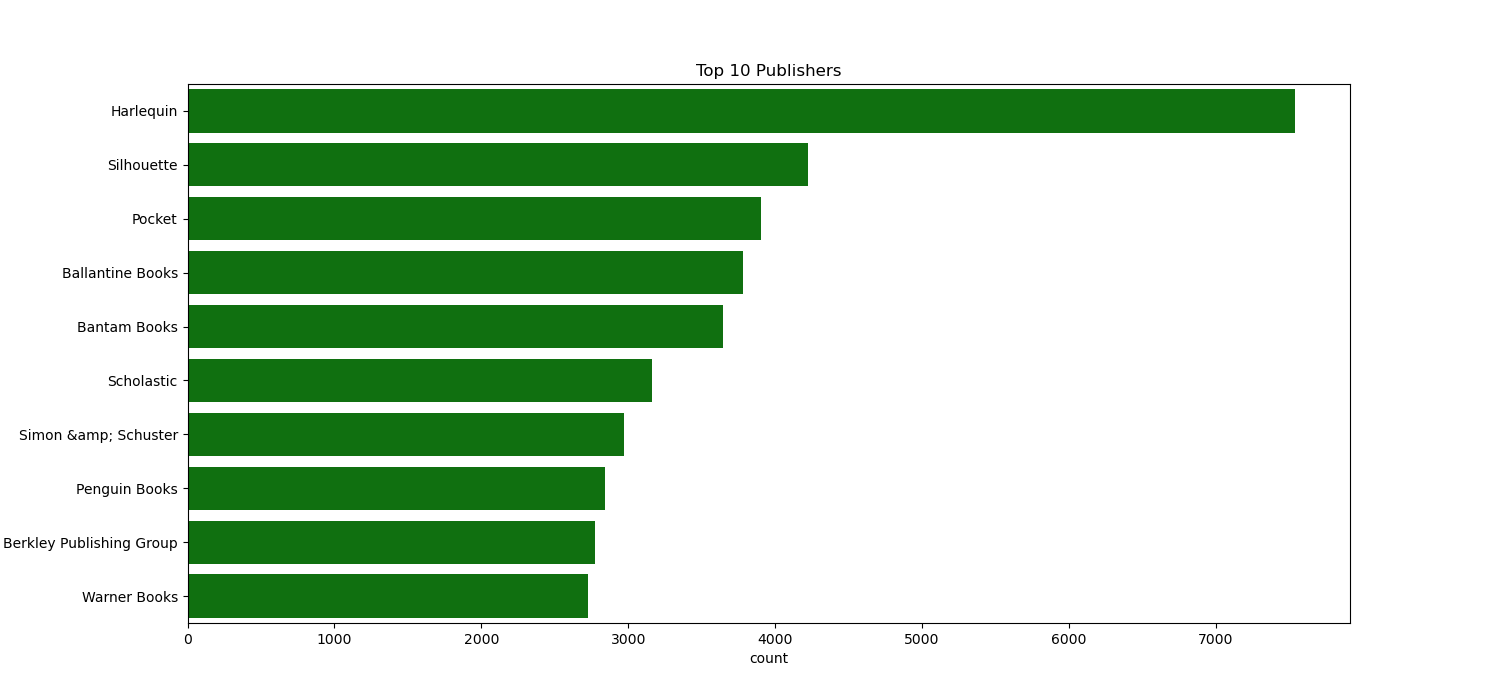 Top 10 Publishers
Harlequin
Silhouette
Pocket
Ballantine Books
Bantam Books
Scholastic
Simon &amp; Schuster
Penguin Books
Berkley Publishing Group
Warner Books
0 1000 2000 3000 4000 5000 6000 7000
count